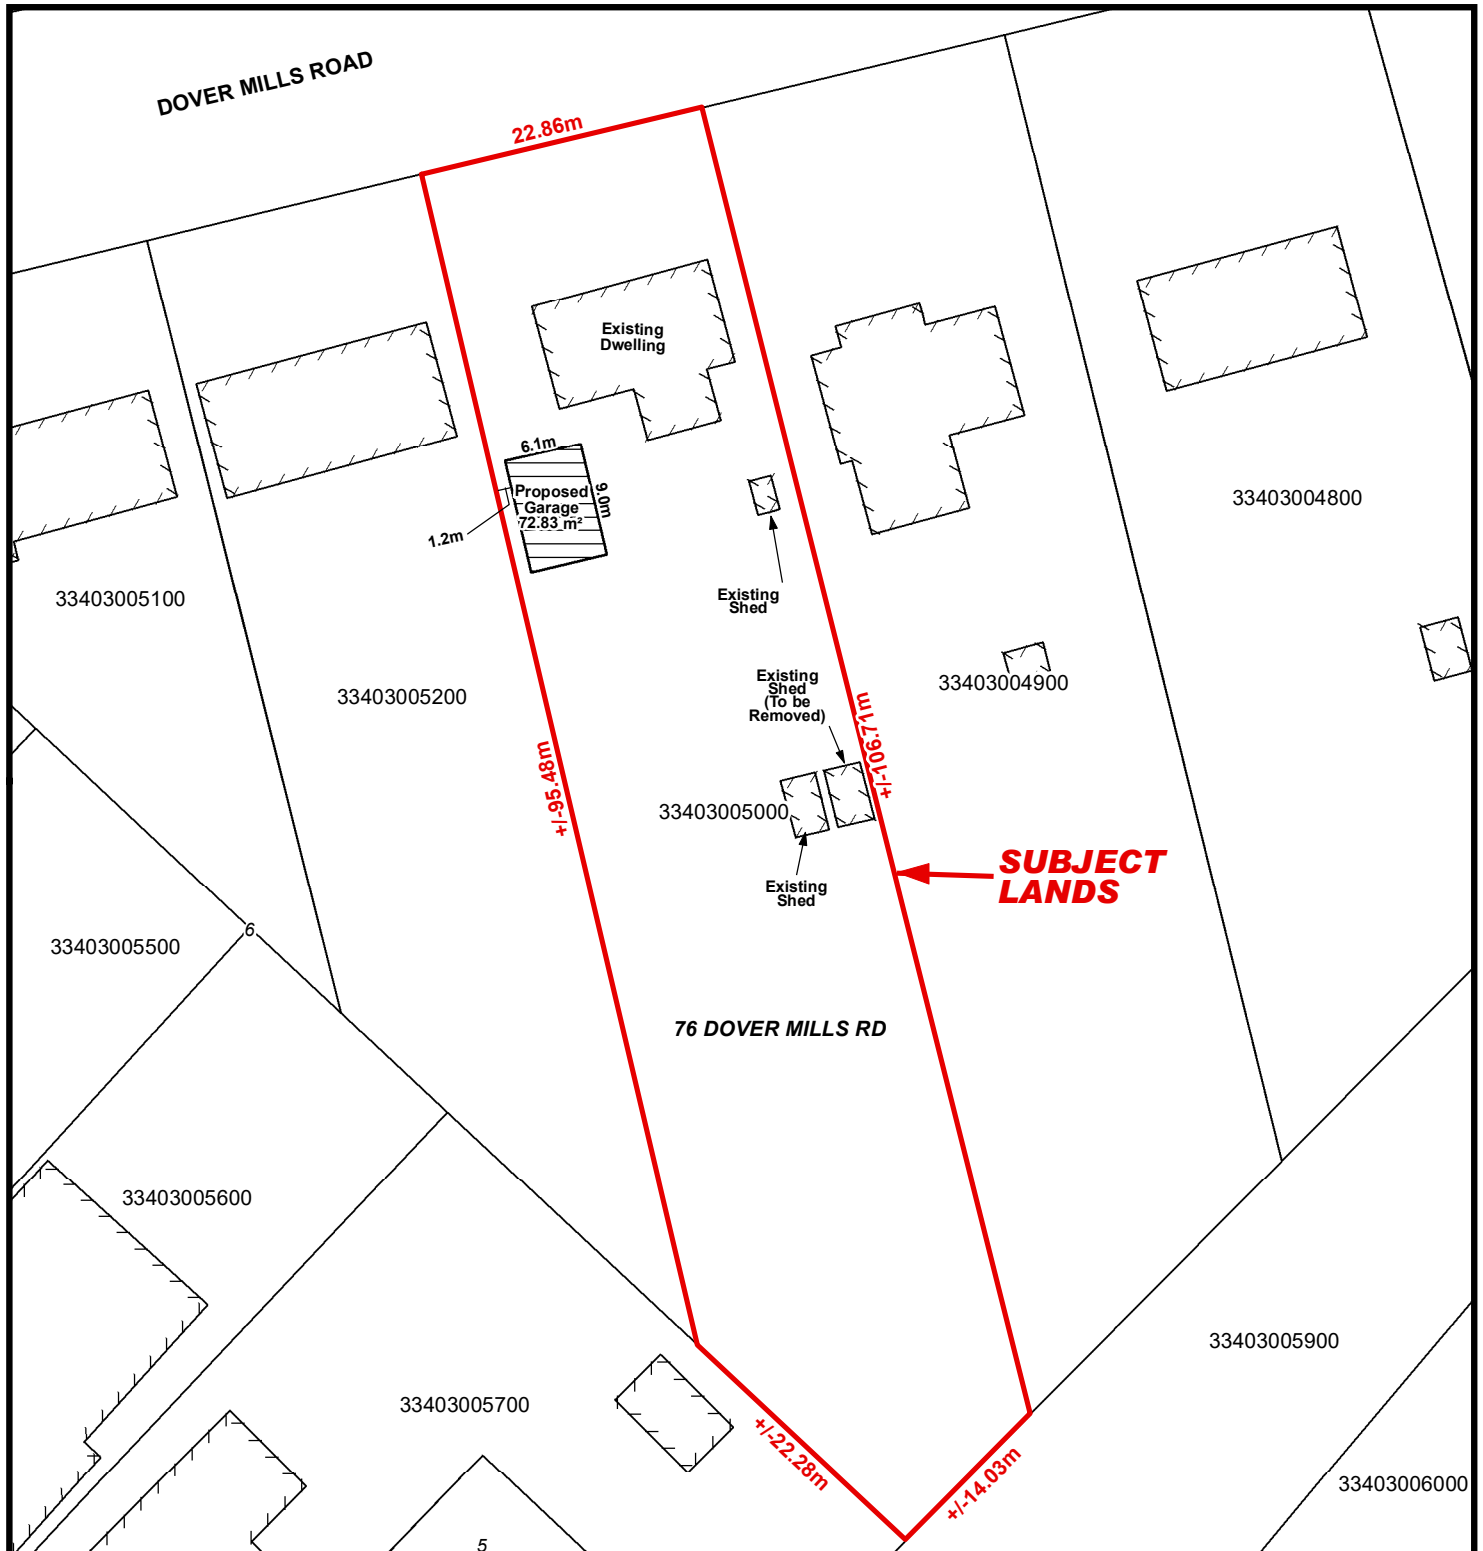 DOVER MILLS ROAD
22.86m
Existing
Dwelling
6.1m
9.0m
Proposed
Garage
72.83 m²
1.2m
33403004800
Existing
Shed
33403005100
33403005200
Existing
Shed
(To be
Removed)
33403004900
+/-95.48m
+/-106.71m
33403005000
SUBJECT
LANDS
Existing
Shed
6
33403005500
76 DOVER MILLS RD
33403005600
33403005900
33403005700
+/-22.28m
+/-14.03m
33403006000
5